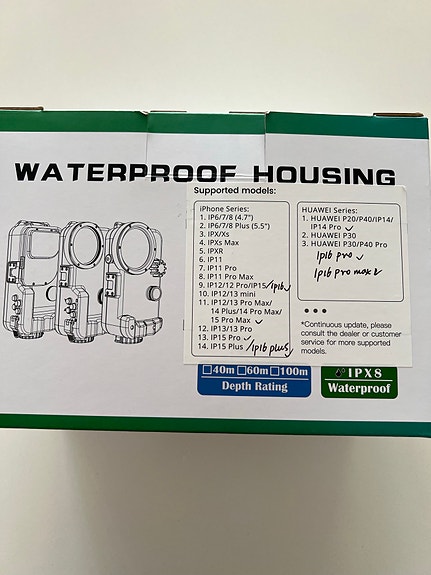 WATERPROOF HOUSING
Supported models:
iPhone Series:
1. IP6/7/8 (4.7")
2. IP6/7/8 Plus (5.5")
3. IPX/Xs
4. IPXs Max
5. IPXR
6. IP11
7. IP11 Pro
8. IP11 Pro Max
9. IP12/12 Pro/IP15/IP16✓
10. IP12/13 mini
11. IP12/13 Pro Max/
14 Plus/14 Pro Max/
15 Pro Max ✓
12. IP13/13 Pro
13. IP15 Pro ✓
14. IP15 Plus /IP16 plus✓
HUAWEI Series:
1. HUAWEI P20/P40/IP14/
IP14 Pro ✓
2. HUAWEI P30
3. HUAWEI P30/P40 Pro
IP16 pro ✓
IP16 pro max ✓
*Continuous update, please
consult the dealer or customer
service for more supported
models.
40m 60m 100m
Depth Rating
IPX8
Waterproof